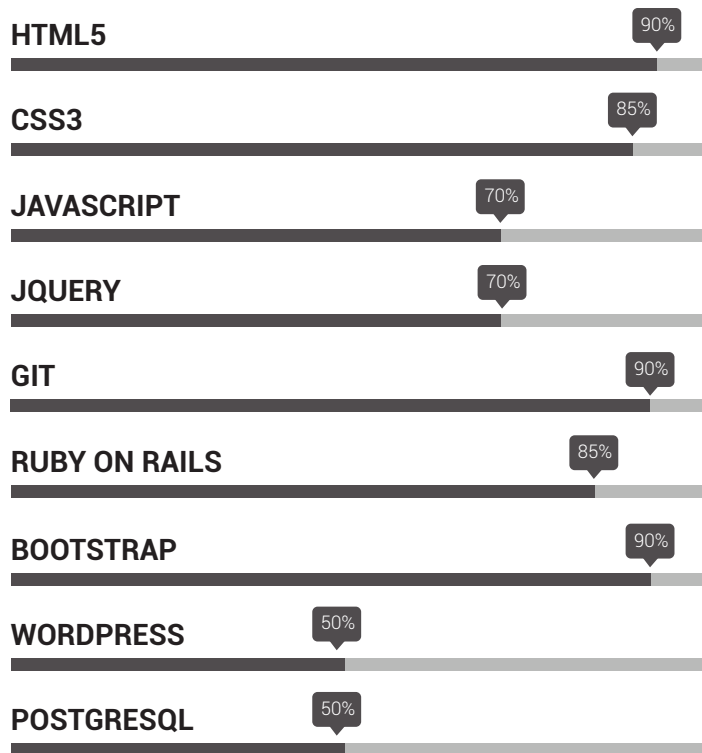 90%
HTML5
85%
CSS3
70%
JAVASCRIPT
70%
JQUERY
90%
GIT
85%
RUBY ON RAILS
90%
BOOTSTRAP
50%
WORDPRESS
50%
POSTGRESQL